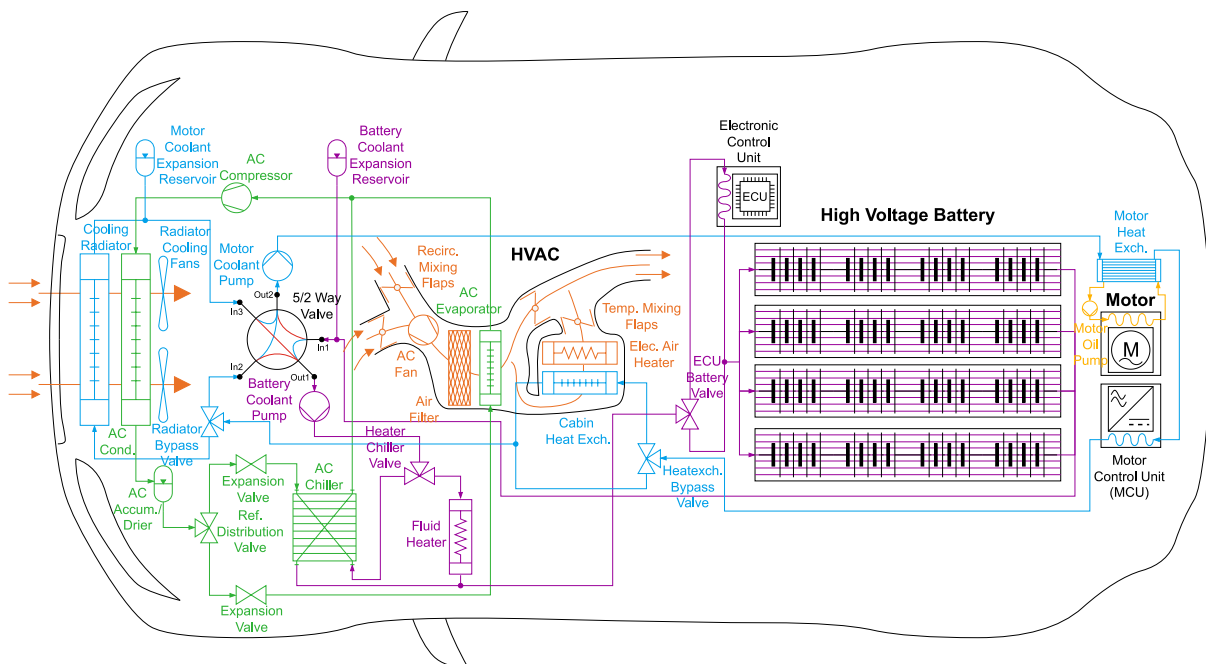 Motor
Coolant
Expansion
Reservoir
Battery
Coolant
Expansion
Reservoir
AC
Compressor
Electronic
Control
Unit
ECU
High Voltage Battery
Motor
Heat
Exch.
Cooling
Radiator
Radiator
Cooling
Fans
Motor
Coolant
Pump
Out2
5/2 Way
Valve
In3
In1
In2
Out1
Recirc.
Mixing
Flaps
HVAC
AC
Evaporator
Temp. Mixing
Flaps
Elec. Air
Heater
AC
Fan
Air
Filter
Cabin
Heat Exch.
ECU
Battery
Valve
Motor
Motor
Oil
Pump
M
Battery
Coolant
Pump
AC
Cond.
Radiator
Bypass
Valve
Heater
Chiller
Valve
Heatexch.
Bypass
Valve
Motor
Control Unit
(MCU)
AC
Accum./
Drier
Expansion
Valve
Ref.
Distribution
Valve
AC
Chiller
Fluid
Heater
Expansion
Valve